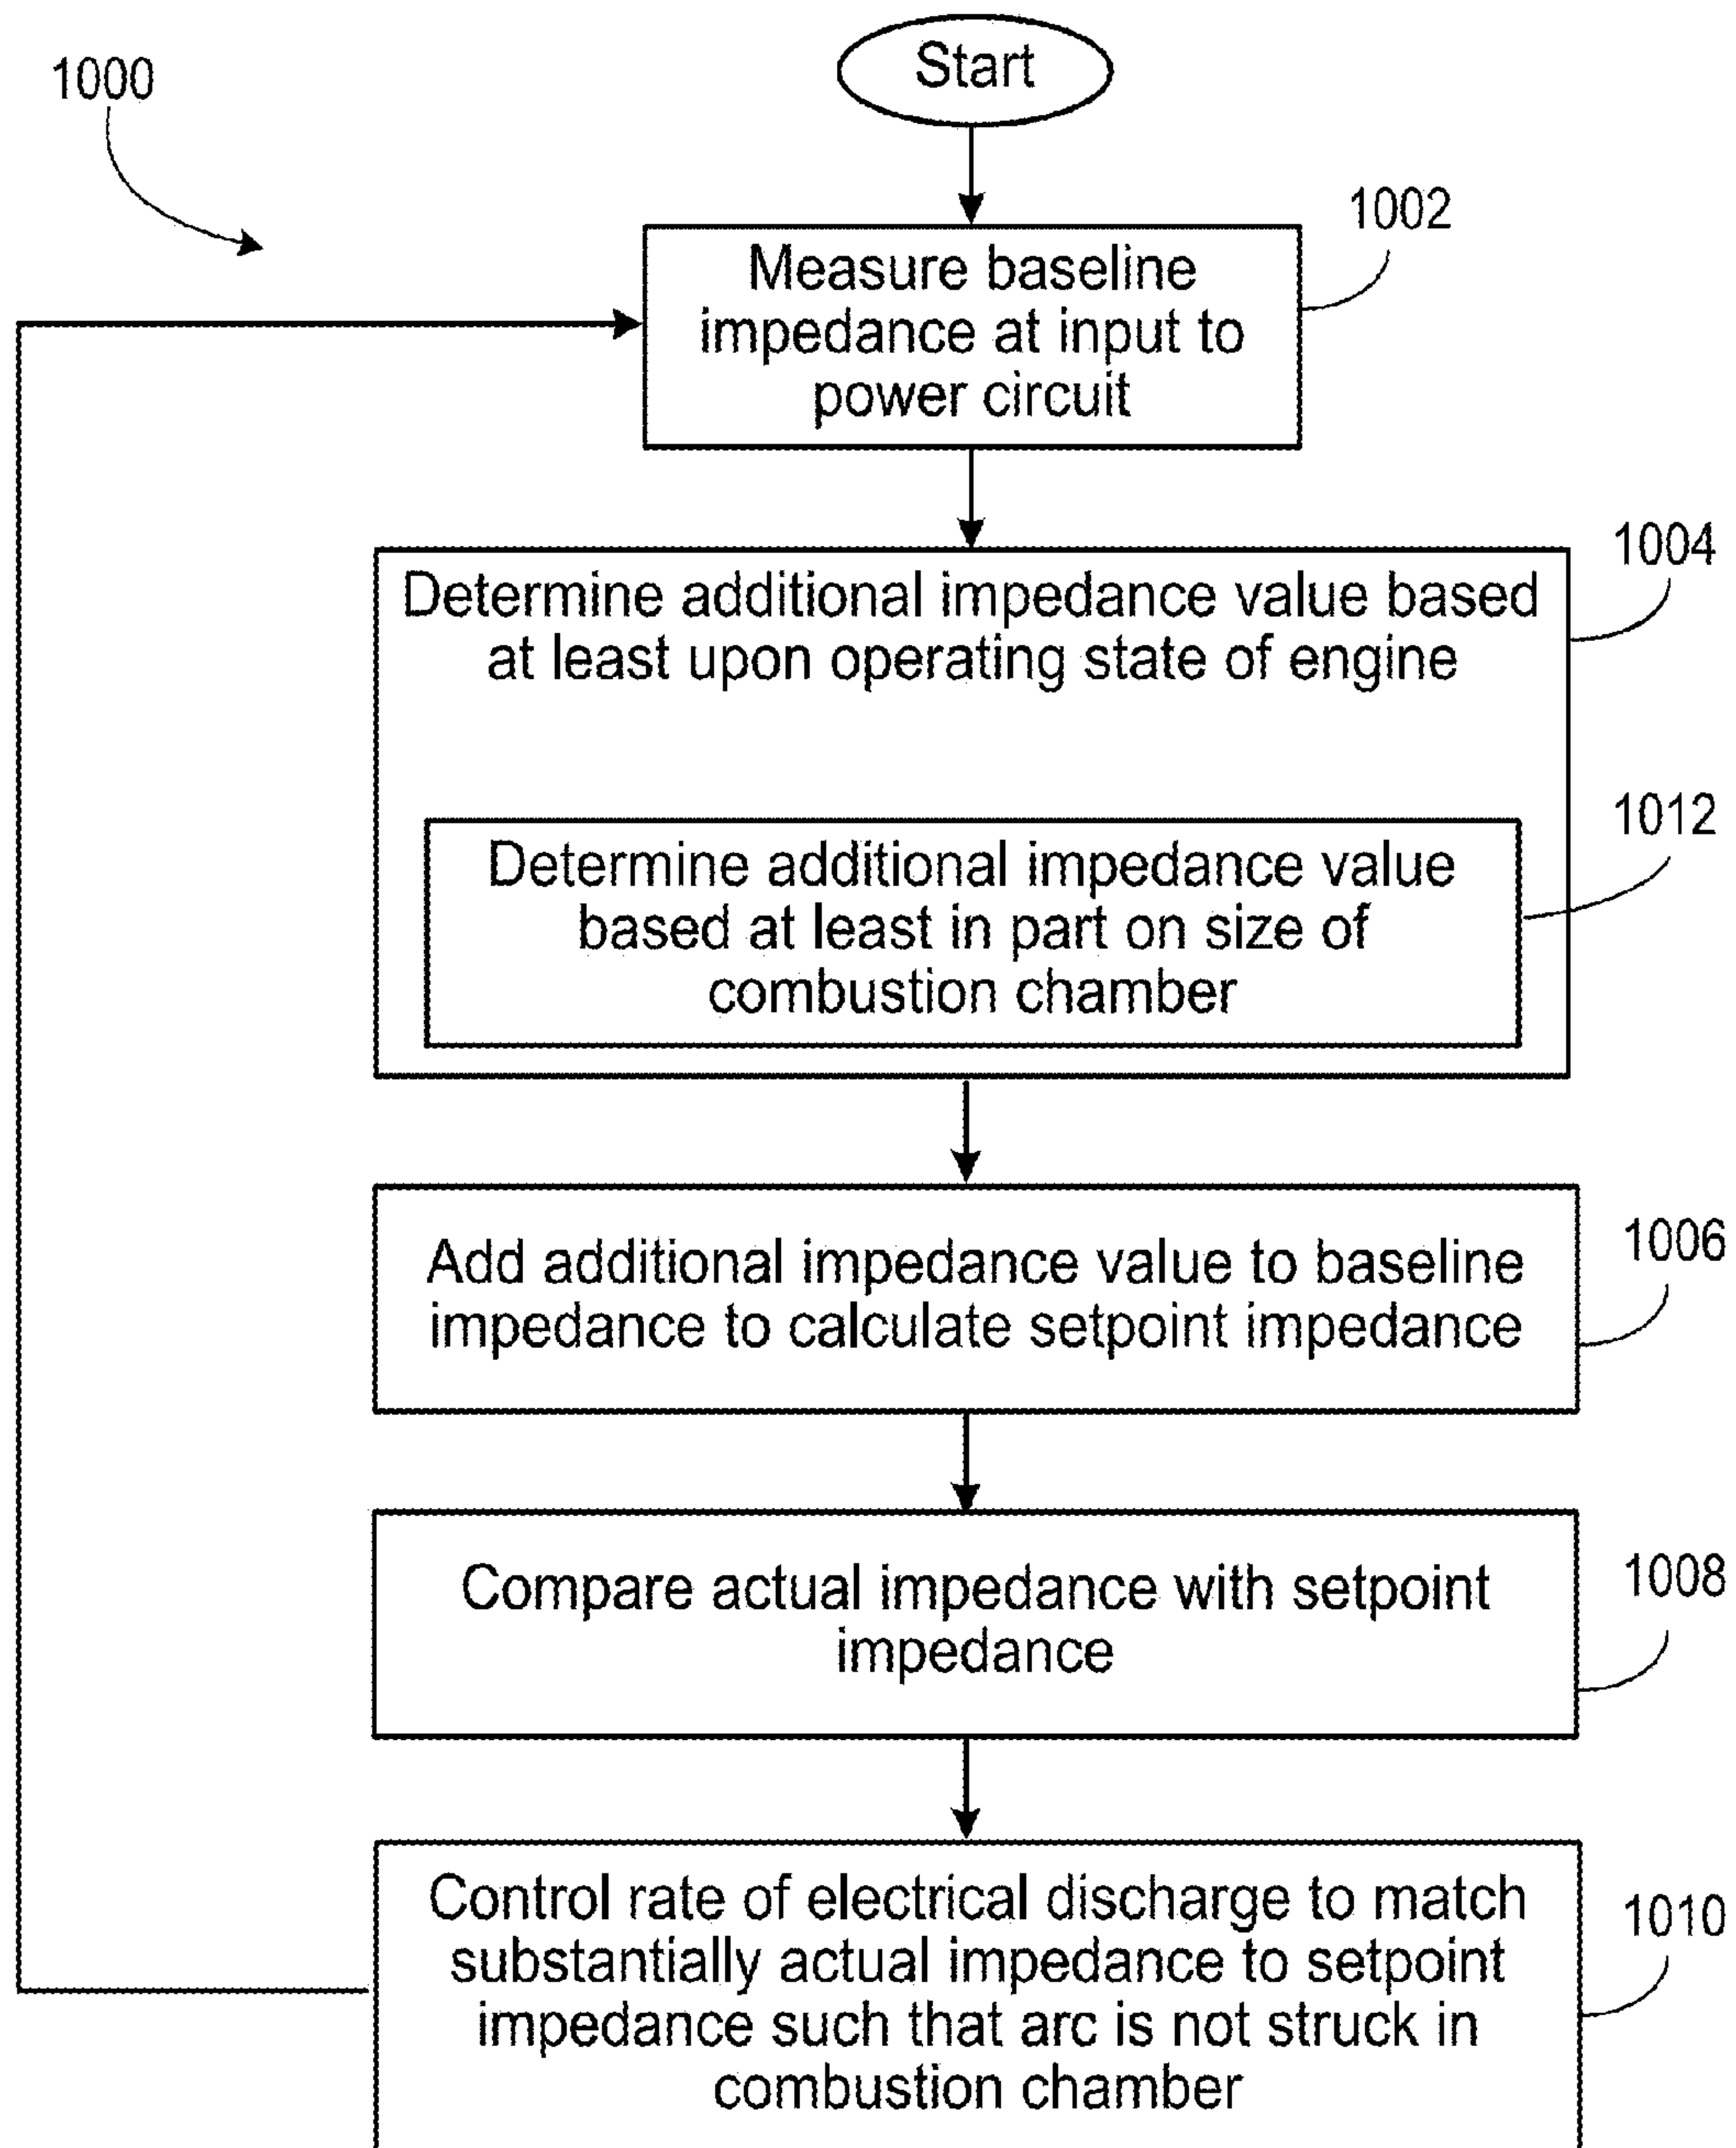 Start
1000
1002
Measure baseline
impedance at input to
power circuit
1004
Determine additional impedance value based
at least upon operating state of engine
1012
Determine additional impedance value
based at least in part on size of
combustion chamber
1006
Add additional impedance value to baseline
impedance to calculate setpoint impedance
1008
Compare actual impedance with setpoint
impedance
1010
Control rate of electrical discharge to match
substantially actual impedance to setpoint
impedance such that arc is not struck in
combustion chamber